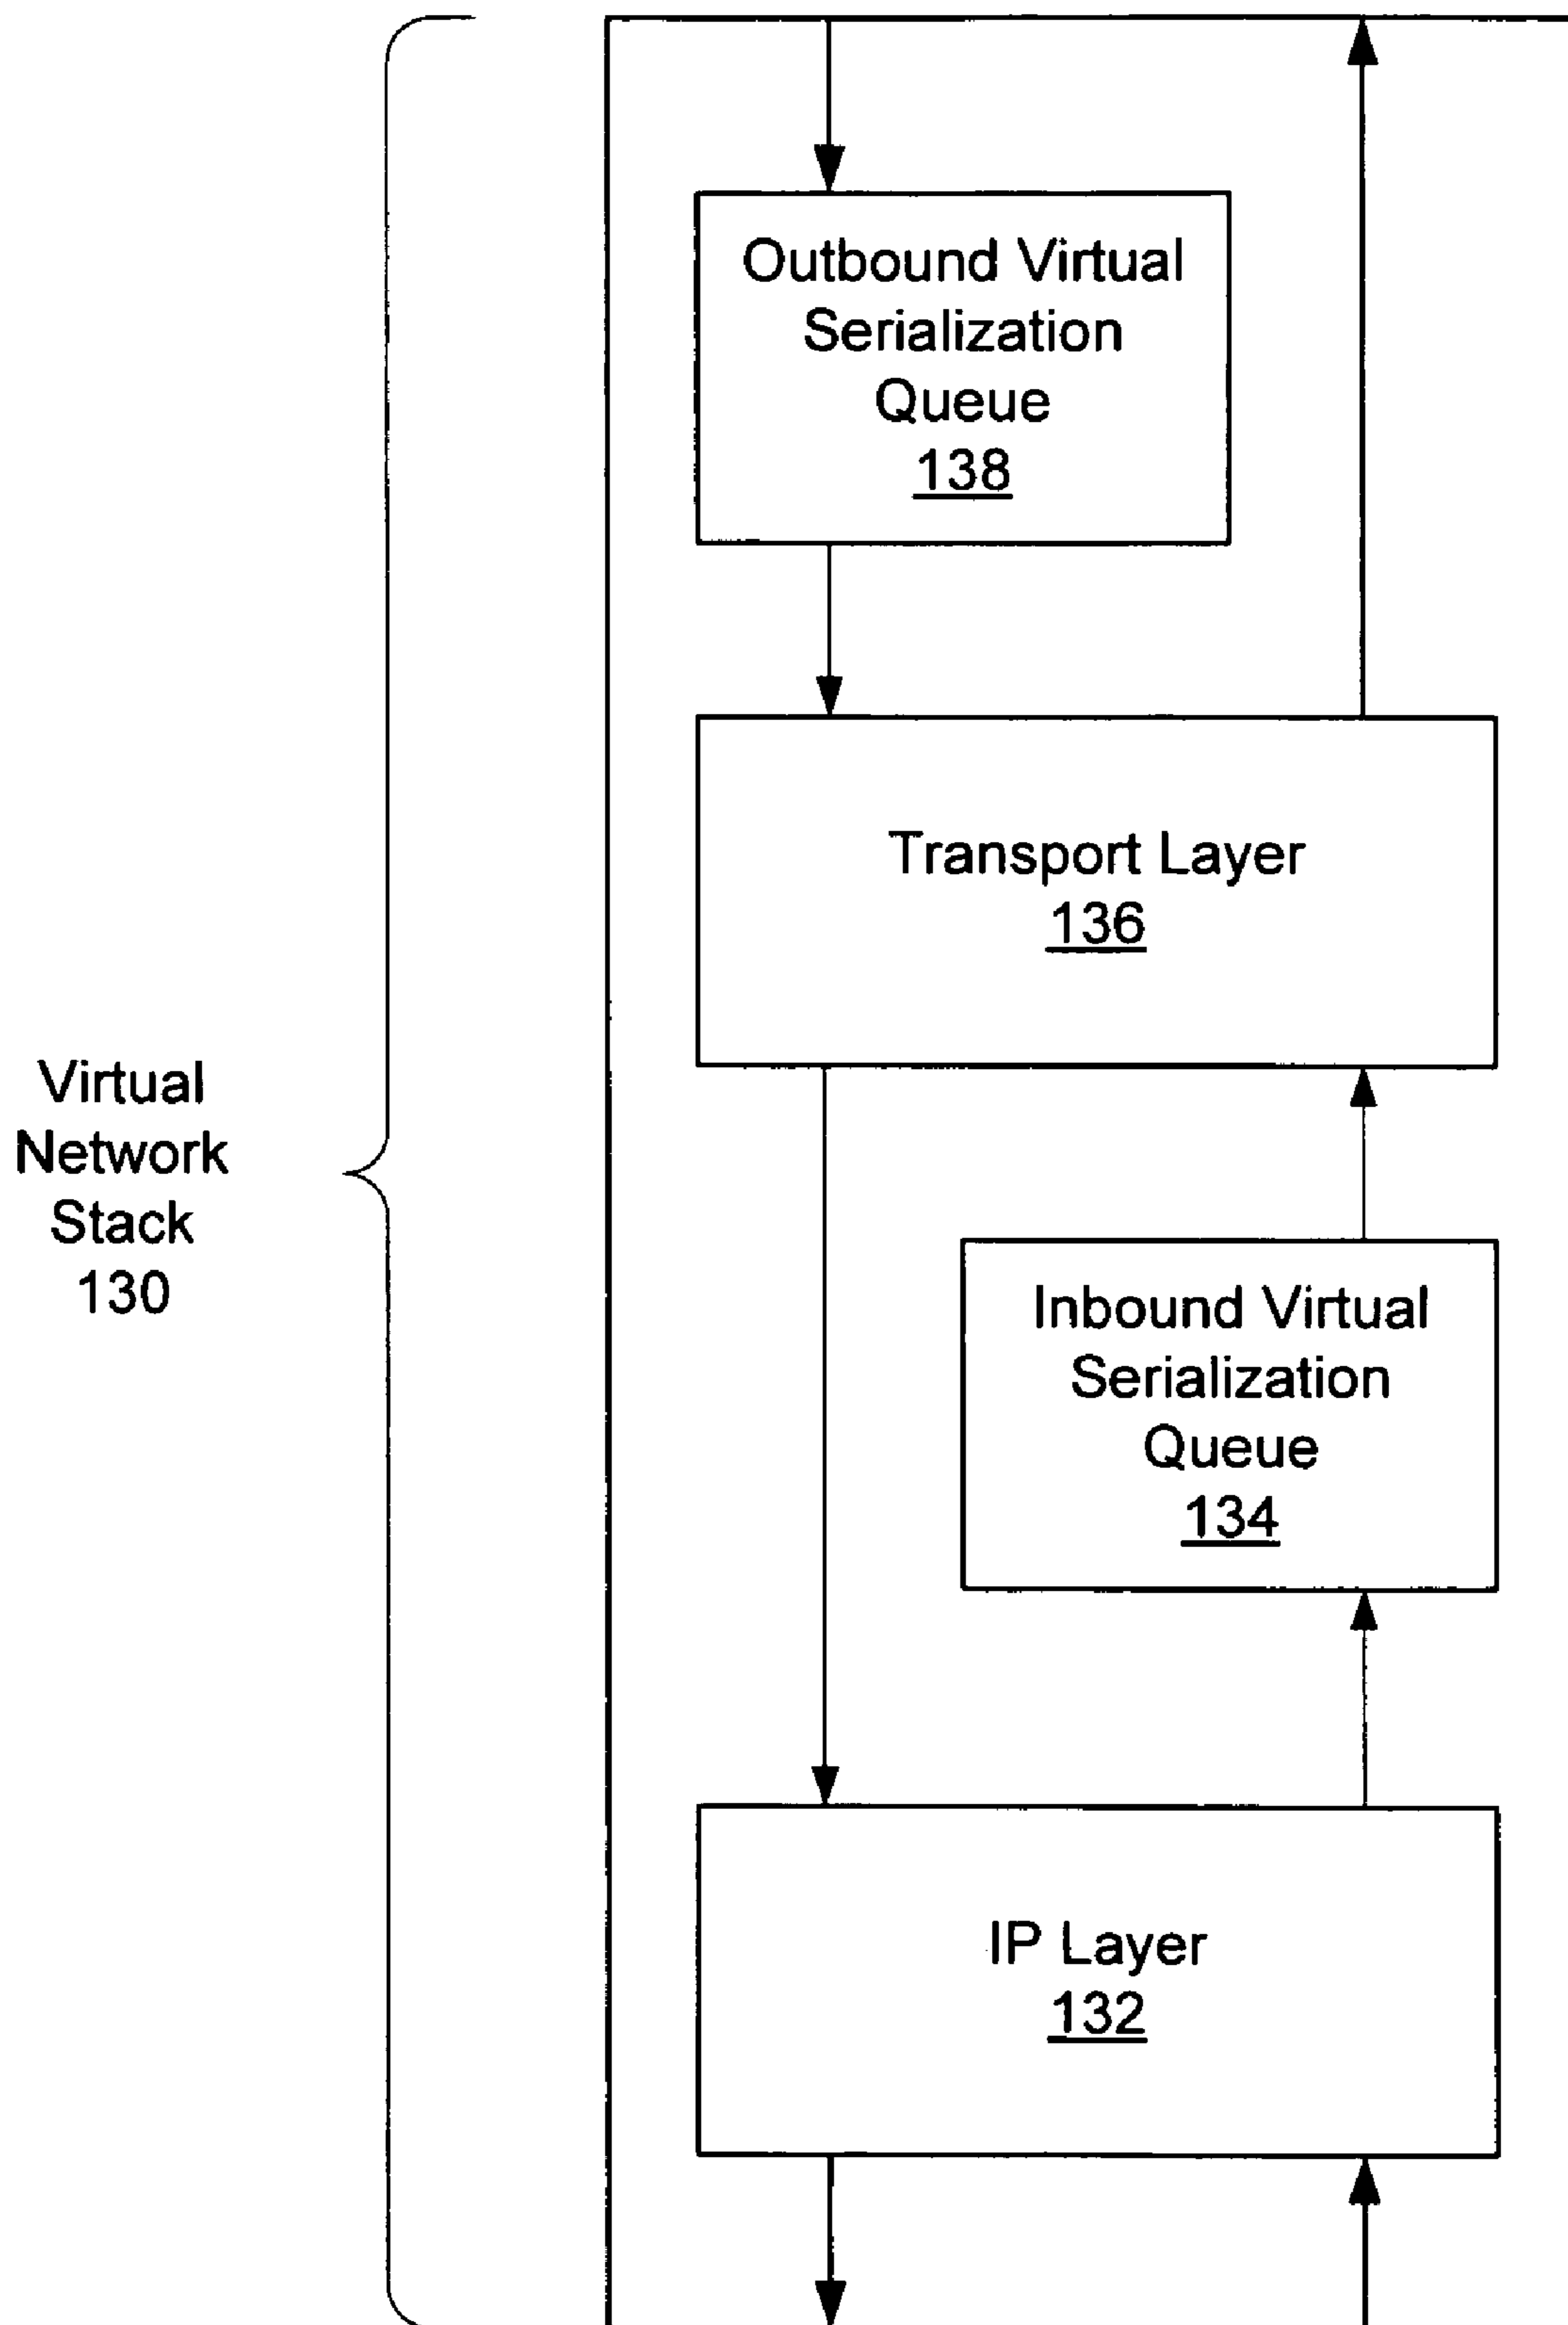 Outbound Virtual
Serialization
Queue
138
Transport Layer
136
Virtual
Network
Stack
130
Inbound Virtual
Serialization
Queue
134
IP Layer
132